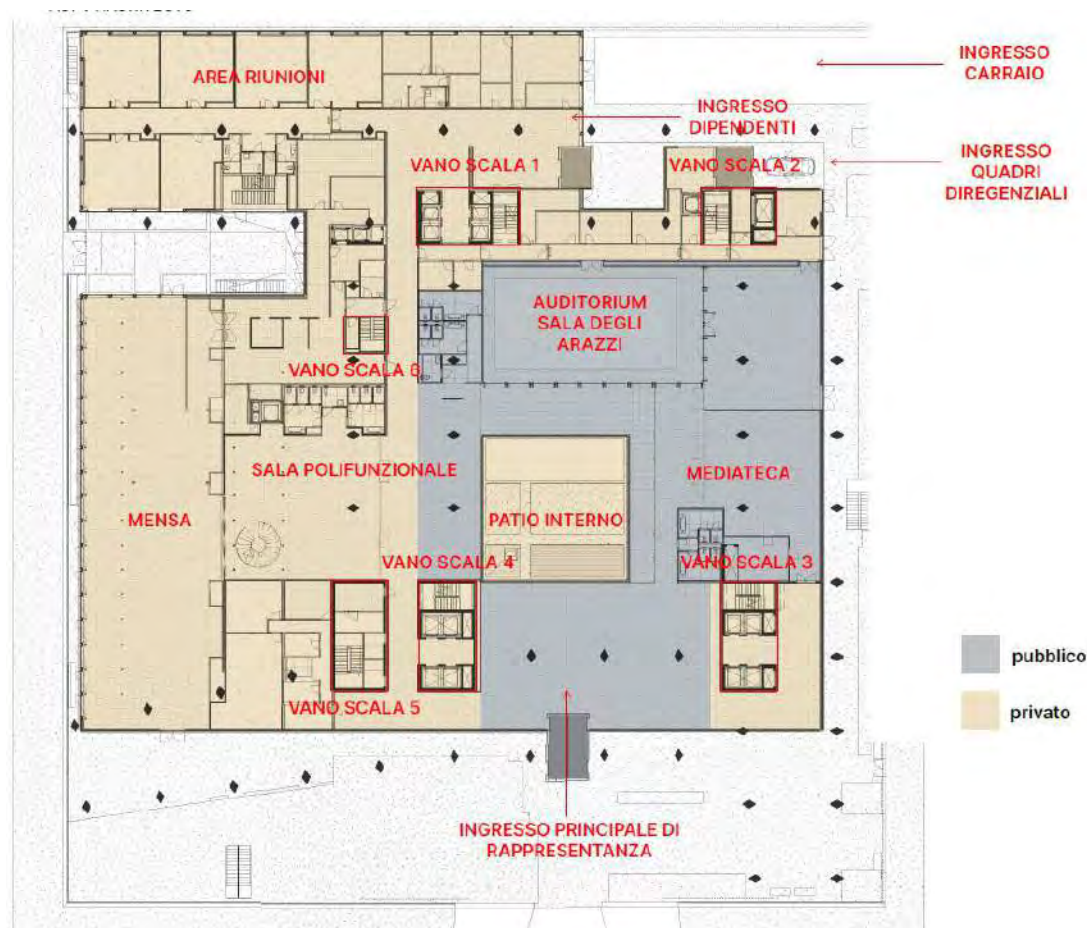 AREA RIUNIONI
INGRESSO
CARRAIO
INGRESSO
DIPENDENTI
VANO SCALA 1
VANO SCALA 2
INGRESSO
QUADRI
DIREGENZIALI
AUDITORIUM
SALA DEGLI
ARAZZI
VANO SCALA 6
SALA POLIFUNZIONALE
MEDIATECA
MENSA
PATIO INTERNO
VANO SCALA 4
VANO SCALA 3
pubblico
VANO SCALA 5
privato
INGRESSO PRINCIPALE DI
RAPPRESENTANZA